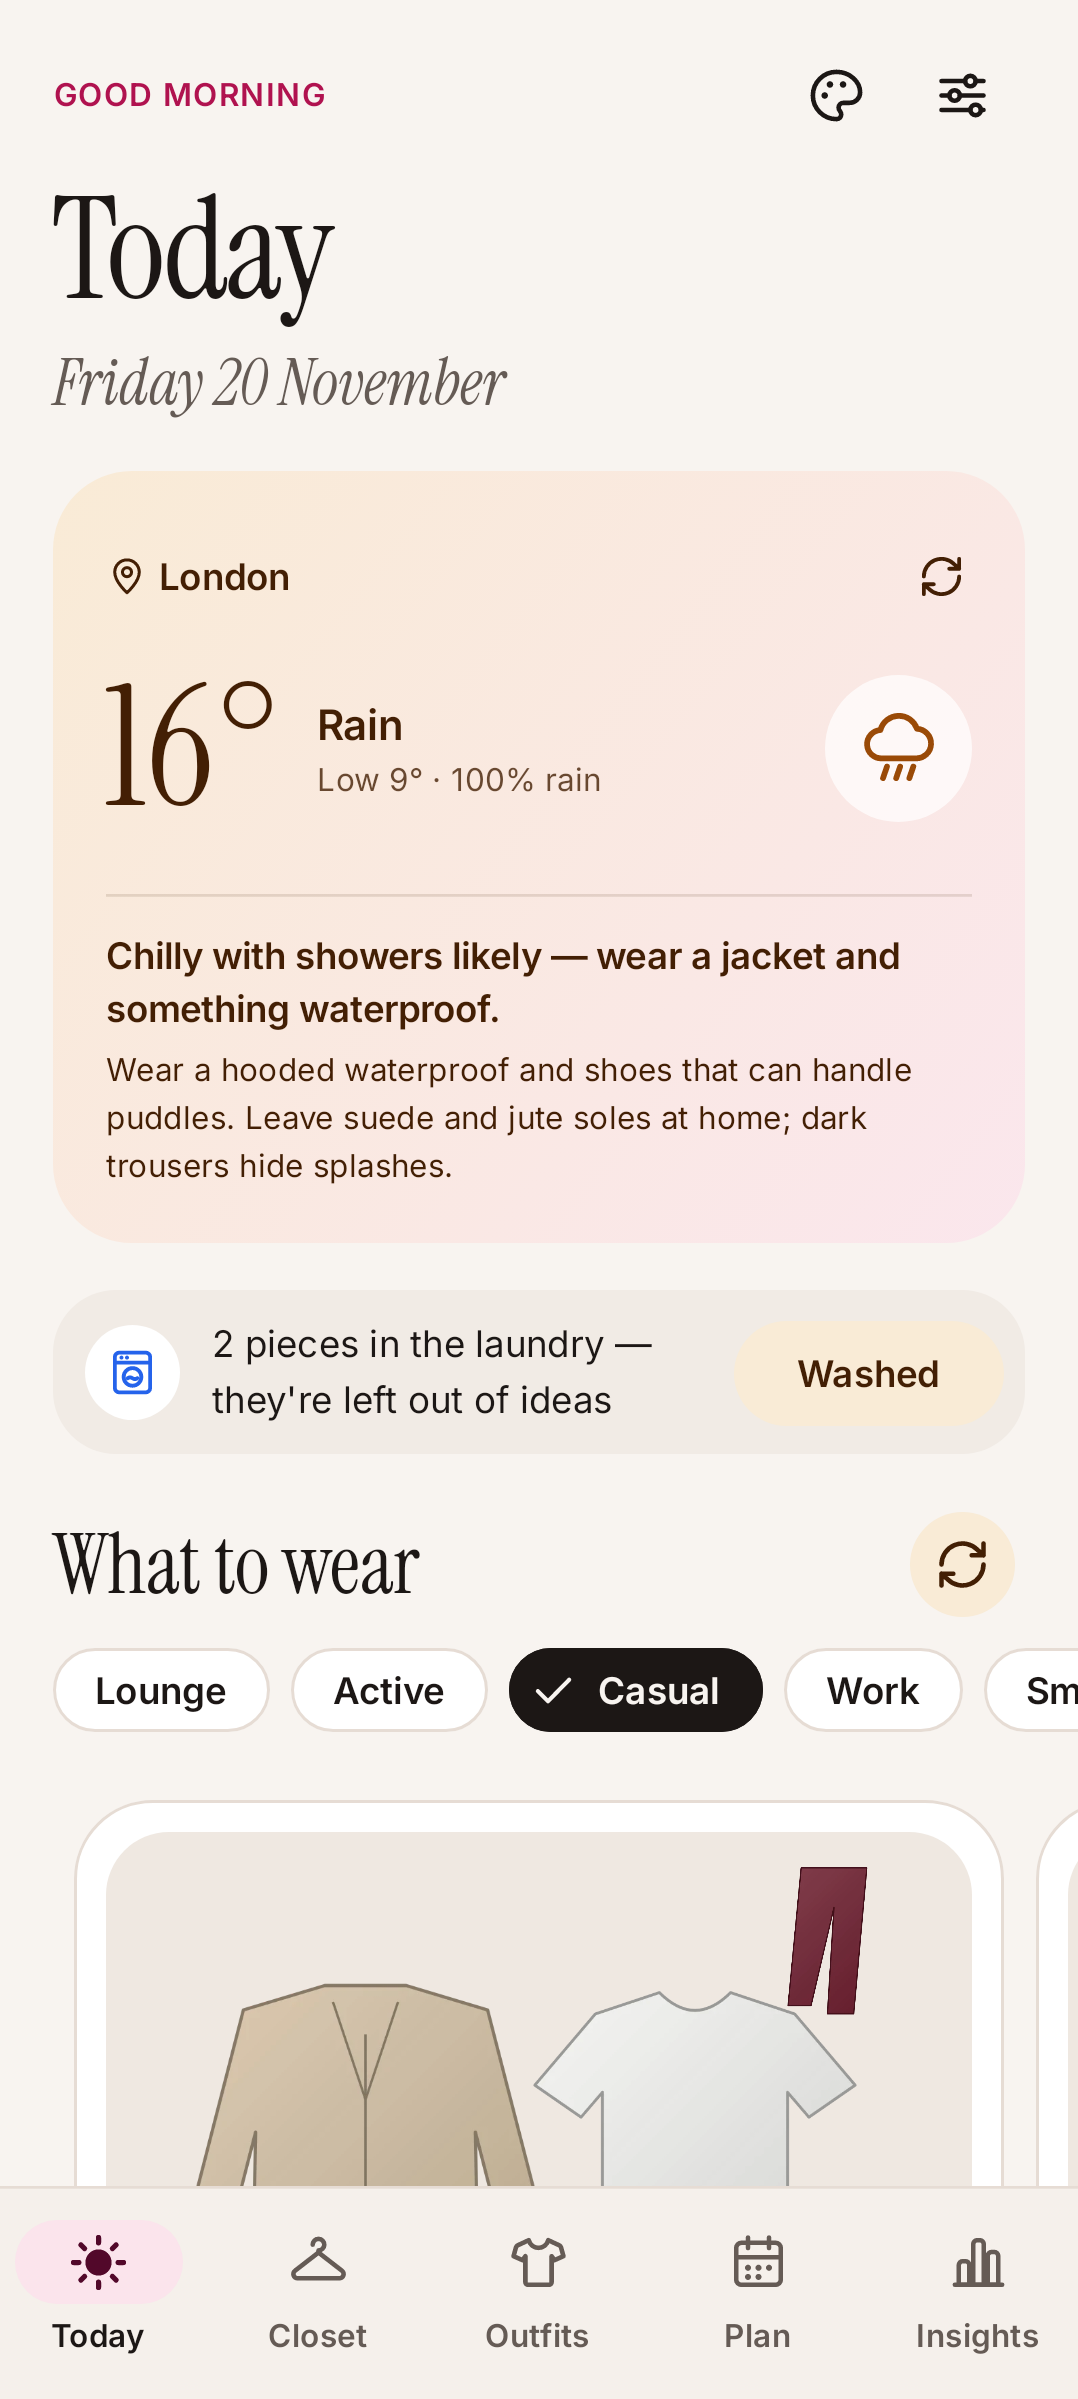 GOOD MORNING
Today
Friday 20 November
London
16°
Rain
Low 9° · 100% rain
Chilly with showers likely — wear a jacket and
something waterproof.
Wear a hooded waterproof and shoes that can handle
puddles. Leave suede and jute soles at home; dark
trousers hide splashes.
2 pieces in the laundry —
they're left out of ideas
Washed
What to wear
Lounge
Active
Casual
Work
Sm
Today
Closet
Outfits
Plan
Insights